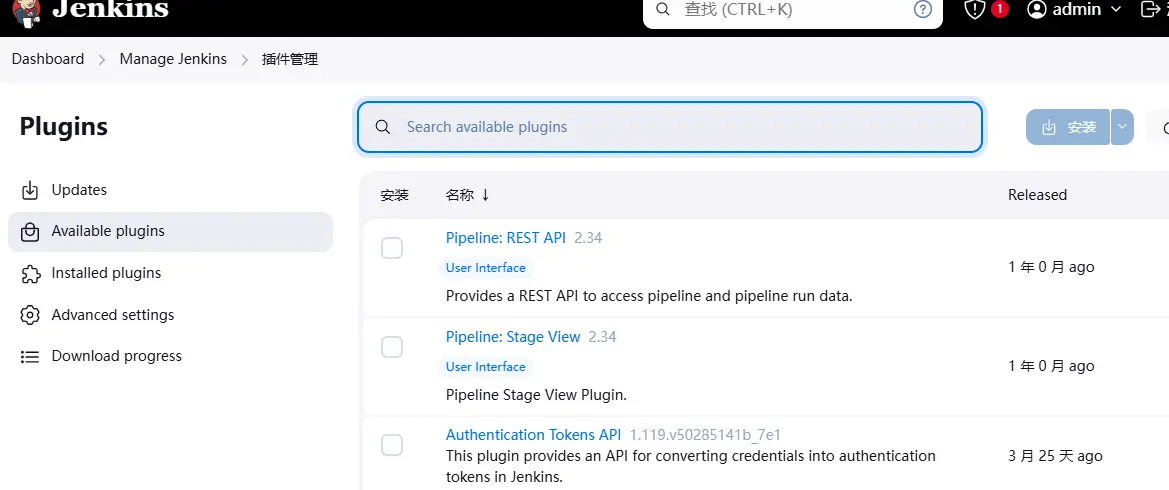 Jenkins
查找 (CTRL+K)
1
admin
Dashboard
Manage Jenkins
插件管理
Plugins
Search available plugins
安装
Updates
Available plugins
Installed plugins
Advanced settings
Download progress
安装 名称 ↓ Released
Pipeline: REST API 2.34
User Interface
Provides a REST API to access pipeline and pipeline run data.
1 年 0 月 ago
Pipeline: Stage View 2.34
User Interface
Pipeline Stage View Plugin.
1 年 0 月 ago
Authentication Tokens API 1.119.v50285141b_7e1
This plugin provides an API for converting credentials into authentication
tokens in Jenkins.
3 月 25 天 ago